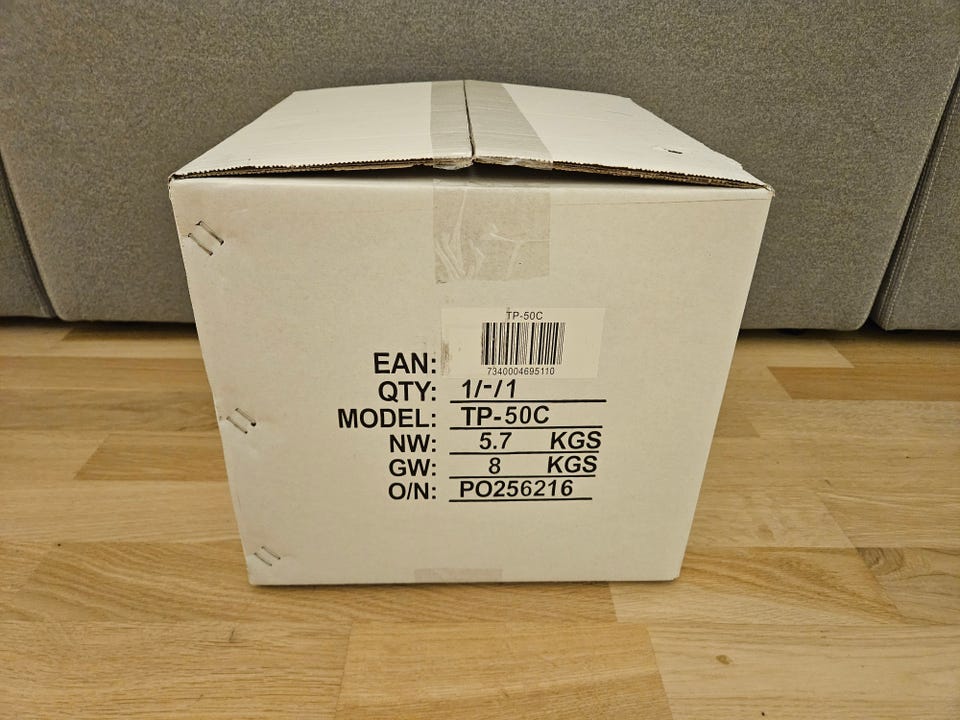 TP-50C
7340004695110
EAN:
QTY: 1/-/1
MODEL: TP-50C
NW: 5.7 KGS
GW: 8 KGS
O/N: PO256216